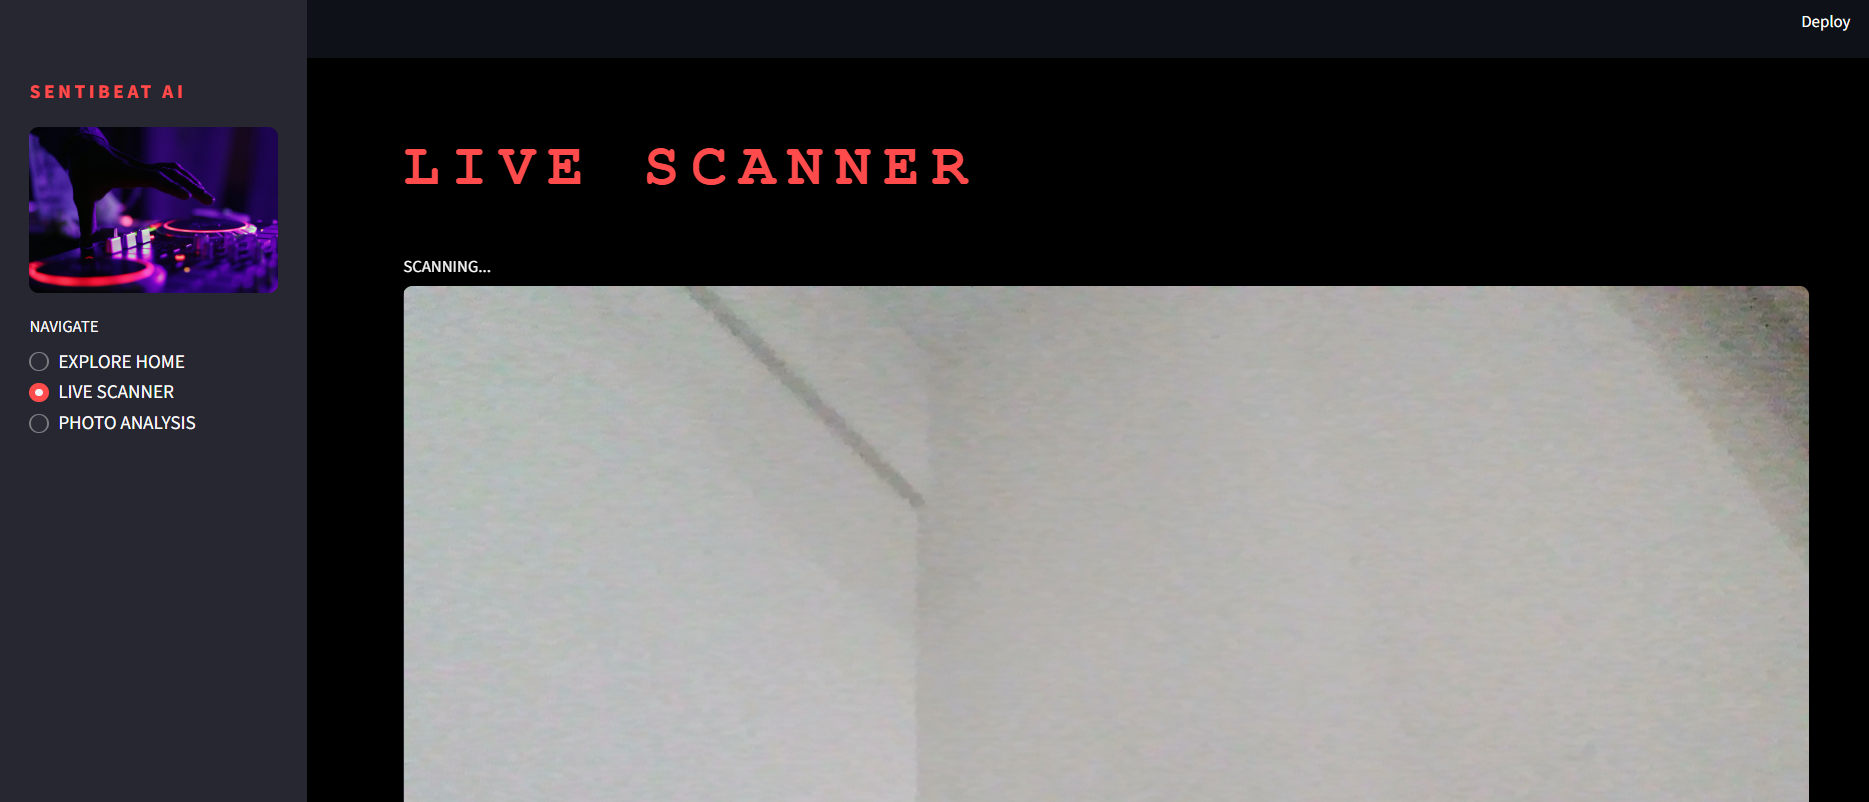 Deploy
SENTIBEAT AI
NAVIGATE
EXPLORE HOME
LIVE SCANNER
PHOTO ANALYSIS
LIVE SCANNER
SCANNING...